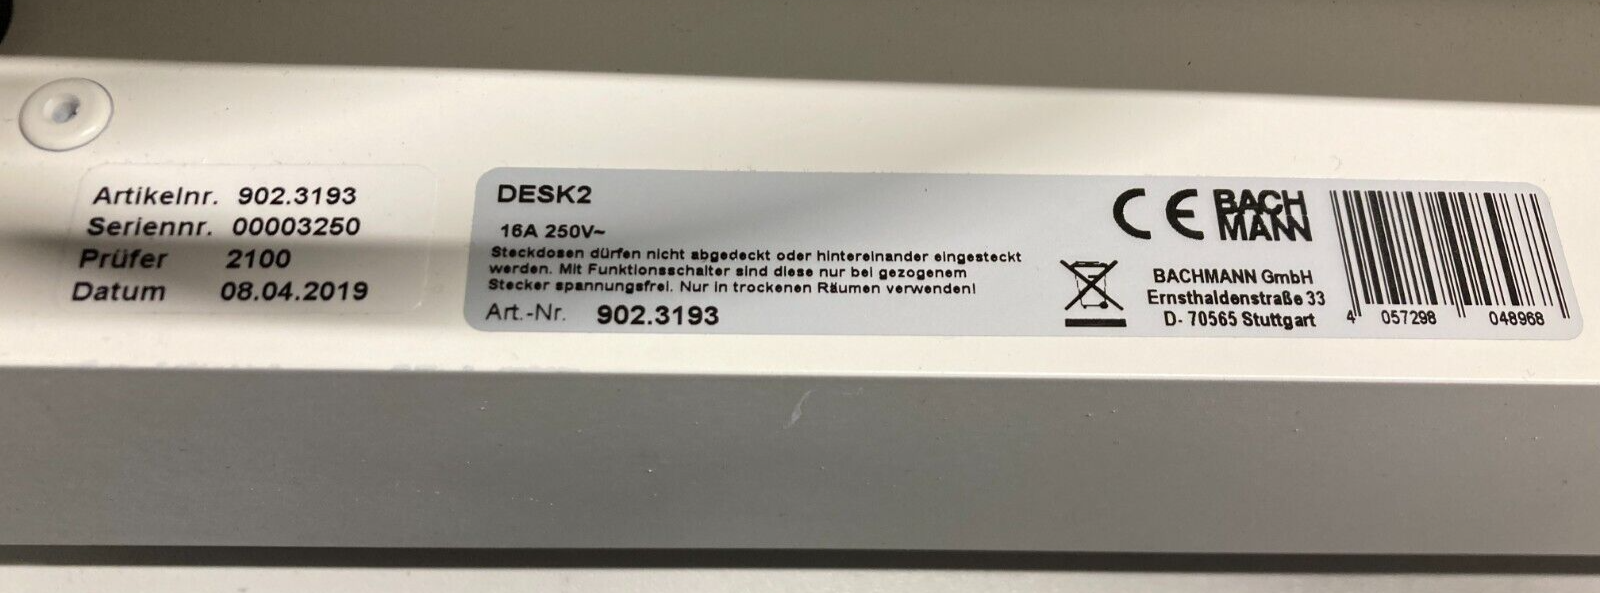 Artikelnr. 902.3193
Seriennr. 00003250
Prüfer 2100
Datum 08.04.2019
DESK2
16A 250V~
Steckdosen dürfen nicht abgedeckt oder hintereinander eingesteckt
werden. Mit Funktionsschalter sind diese nur bei gezogenem
Stecker spannungsfrei. Nur in trockenen Räumen verwenden!
Art.-Nr. 902.3193
CE
BACH
MANN
BACHMANN GmbH
Ernsthaldenstraße 33
D- 70565 Stuttgart
4 057298 048968